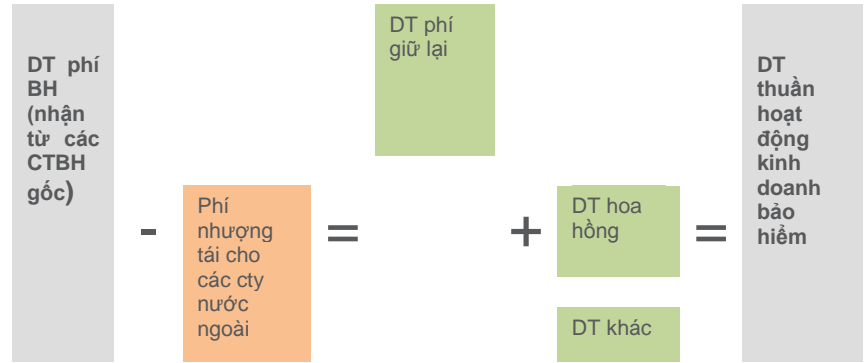 DT phí
BH
(nhận
từ các
CTBH
gốc)
-
Phí
nhượng
tái cho
các cty
nước
ngoài
=
DT phí
giữ lại
+
DT hoa
hồng
DT khác
=
DT
thuần
hoạt
động
kinh
doanh
bảo
hiểm